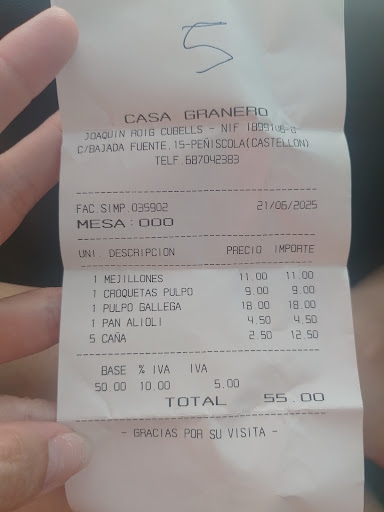 5
CASA GRANERO
JOAQUIN ROIG CUBELLS - NIF
C/BAJADA FUENTE,15-PEÑISCOLA(CASTELLON)
TELF 687042383
FAC.SIMP.035902 21/06/2025
MESA:000
UNI. DESCRIPCION PRECIO IMPORTE
1 MEJILLONES 11.00 11.00
1 CROQUETAS PULPO 9.00 9.00
1 PULPO GALLEGA 18.00 18.00
1 PAN ALIOLI 4.50 4.50
5 CAÑA 2.50 12.50
BASE % IVA IVA
50.00 10.00 5.00
TOTAL 55.00
- GRACIAS POR SU VISITA -